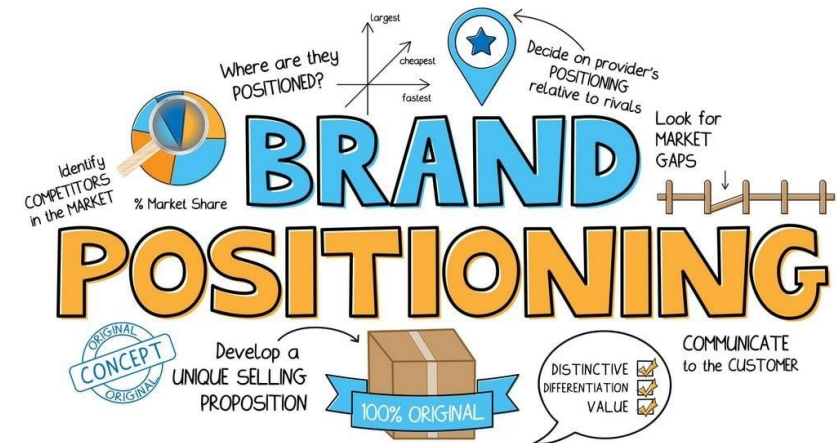 Identify
COMPETITORS
in the MARKET
% Market Share
Where are they
POSITIONED?
largest
cheapest
fastest
Decide on provider's
POSITIONING
relative to rivals
Look for
MARKET
GAPS
BRAND
POSITIONING
ORIGINAL
CONCEPT
ORIGINAL
Develop a
UNIQUE SELLING
PROPOSITION
100% ORIGINAL
DISTINCTIVE
DIFFERENTIATION
VALUE
COMMUNICATE
to the CUSTOMER